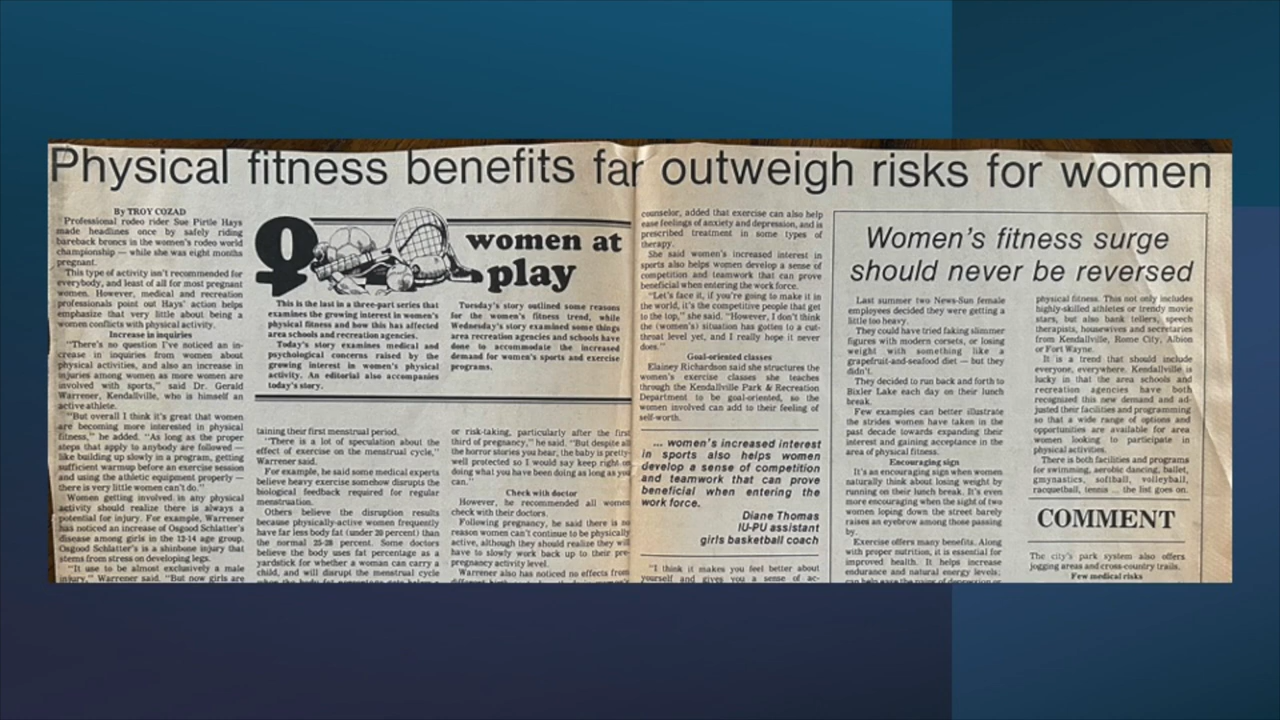 Physical fitness benefits far outweigh risks for women
By TROY COZAD
Professional rodeo rider Sue Pirtle Hays
made headlines once by safely riding
bareback broncs in the women's rodeo world
championship — while she was eight months
pregnant.
This type of activity isn't recommended for
everybody, and least of all for most pregnant
women. However, medical and recreation
professionals point out Hays' action helps
emphasize that very little about being a
women conflicts with physical activity.
Increase in inquiries
"There's no question I've noticed an in-
crease in inquiries from women about
physical activities, and also an increase in
injuries among women as more women are
involved with sports," said Dr. Gerald
Warrener, Kendallville, who is himself an
active athlete.
"But overall I think it's great that women
are becoming more interested in physical
fitness," he added. "As long as the proper
steps that apply to anybody are followed —
like building up slowly in a program, getting
sufficient warmup before an exercise session
and using the athletic equipment properly —
there is very little women can't do."
Women getting involved in any physical
activity should realize there is always a
potential for injury. For example, Warrener
has noticed an increase of Osgood Schlatter's
disease among girls in the 12-14 age group.
Osgood Schlatter's is a shinbone injury that
stems from stress on developing legs.
"It use to be almost exclusively a male
injury," Warrener said. "But now girls are
women at
play
This is the last in a three-part series that
examines the growing interest in women's
physical fitness and how this has affected
area schools and recreation agencies.
Today's story examines medical and
psychological concerns raised by the
growing interest in women's physical
activity. An editorial also accompanies
today's story.
Tuesday's story outlined some reasons
for the women's fitness trend, while
Wednesday's story examined some things
area recreation agencies and schools have
done to accommodate the increased
demand for women's sports and exercise
programs.
taining their first menstrual period.
"There is a lot of speculation about the
effect of exercise on the menstrual cycle,"
Warrener said.
For example, he said some medical experts
believe heavy exercise somehow disrupts the
biological feedback required for regular
menstruation.
Others believe the disruption results
because physically-active women frequently
have far less body fat (under 20 percent) than
the normal 25-28 percent. Some doctors
believe the body uses fat percentage as a
yardstick for whether a woman can carry a
child, and will disrupt the menstrual cycle
or risk-taking, particularly after the first
third of pregnancy," he said. "But despite all
the horror stories you hear, the baby is pretty
well protected so I would say keep right on
doing what you have been doing as long as you
can."
Check with doctor
However, he recommended all women
check with their doctors.
Following pregnancy, he said there is no
reason women can't continue to be physically
active, although they should realize they will
have to slowly work back up to their pre-
pregnancy activity level.
Warrener also has noticed no effects from
counselor, added that exercise can also help
ease feelings of anxiety and depression, and is
prescribed treatment in some types of
therapy.
She said women's increased interest in
sports also helps women develop a sense of
competition and teamwork that can prove
beneficial when entering the work force.
"Let's face it, if you're going to make it in
the world, it's the competitive people that get
to the top," she said. "However, I don't think
the (women's) situation has gotten to a cut-
throat level yet, and I really hope it never
does."
Goal-oriented classes
Elainey Richardson said she structures the
women's exercise classes she teaches
through the Kendallville Park & Recreation
Department to be goal-oriented, so the
women involved can add to their feeling of
self-worth.
... women's increased interest
in sports also helps women
develop a sense of competition
and teamwork that can prove
beneficial when entering the
work force.
Diane Thomas
IU-PU assistant
girls basketball coach
"I think it makes you feel better about
yourself and gives you a sense of ac-
Women's fitness surge
should never be reversed
Last summer two News-Sun female
employees decided they were getting a
little too heavy.
They could have tried faking slimmer
figures with modern corsets, or losing
weight with something like a
grapefruit-and-seafood diet — but they
didn't.
They decided to run back and forth to
Bixler Lake each day on their lunch
break.
Few examples can better illustrate
the strides women have taken in the
past decade towards expanding their
interest and gaining acceptance in the
area of physical fitness.
Encouraging sign
It's an encouraging sign when women
naturally think about losing weight by
running on their lunch break. It's even
more encouraging when the sight of two
women loping down the street barely
raises an eyebrow among those passing
by.
Exercise offers many benefits. Along
with proper nutrition, it is essential for
improved health. It helps increase
endurance and natural energy levels;
physical fitness. This not only includes
highly-skilled athletes or trendy movie
stars, but also bank tellers, speech
therapists, housewives and secretaries
from Kendallville, Rome City, Albion
or Fort Wayne.
It is a trend that should include
everyone, everywhere. Kendallville is
lucky in that the area schools and
recreation agencies have both
recognized this new demand and ad-
justed their facilities and programming
so that a wide range of options and
opportunities are available for area
women looking to participate in
physical activities.
There is both facilities and programs
for swimming, aerobic dancing, ballet,
gmynastics, softball, volleyball,
racquetball, tennis ... the list goes on.
COMMENT
The city's park system also offers
jogging areas and cross-country trails.
Few medical risks